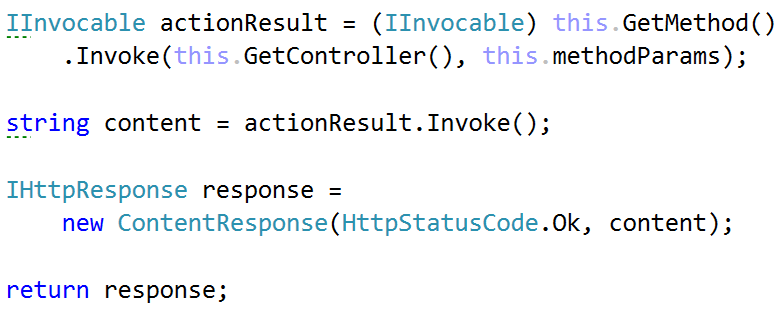 IInvocable actionResult = (IInvocable) this.GetMethod()
    .Invoke(this.GetController(), this.methodParams);
string content = actionResult.Invoke();
IHttpResponse response =
    new ContentResponse(HttpStatusCode.Ok, content);
return response;